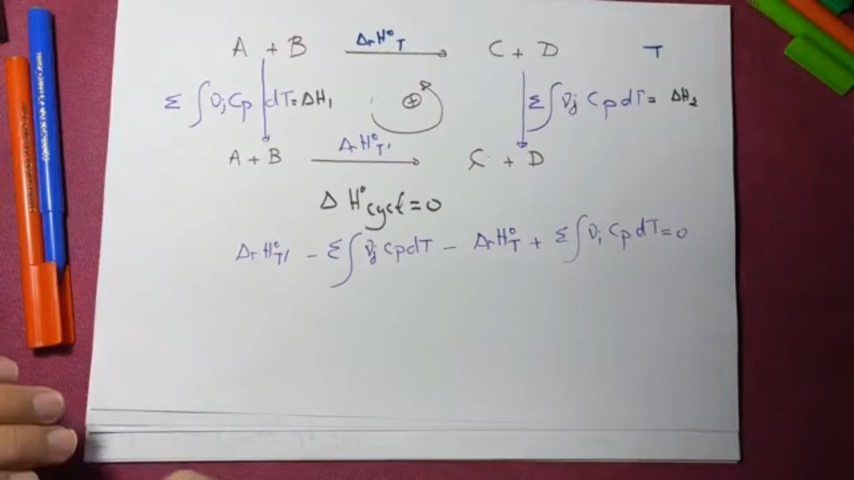 A + B ΔrH°T C + D T
Σ ∫ νi Cp dT = ΔH1 ⊕ Σ ∫ νj Cp dT = ΔH2
A + B ΔrH°T' C + D
ΔH°cycle = 0
ΔrH°T' - Σ ∫ νj Cp dT - ΔrH°T + Σ ∫ νi Cp dT = 0